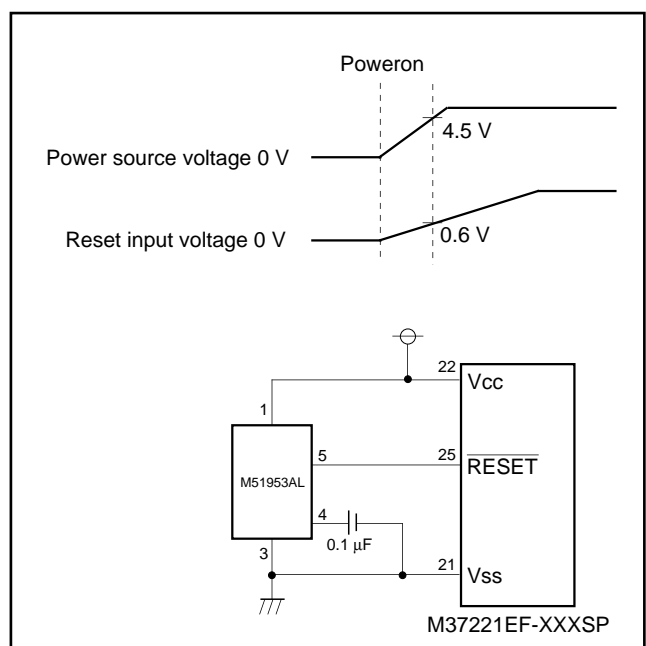 Poweron
4.5 V
Power source voltage 0 V
0.6 V
Reset input voltage 0 V
22
Vcc
1
5
25
RESET
M51953AL
4
0.1 µF
3
21
Vss
M37221EF-XXXSP